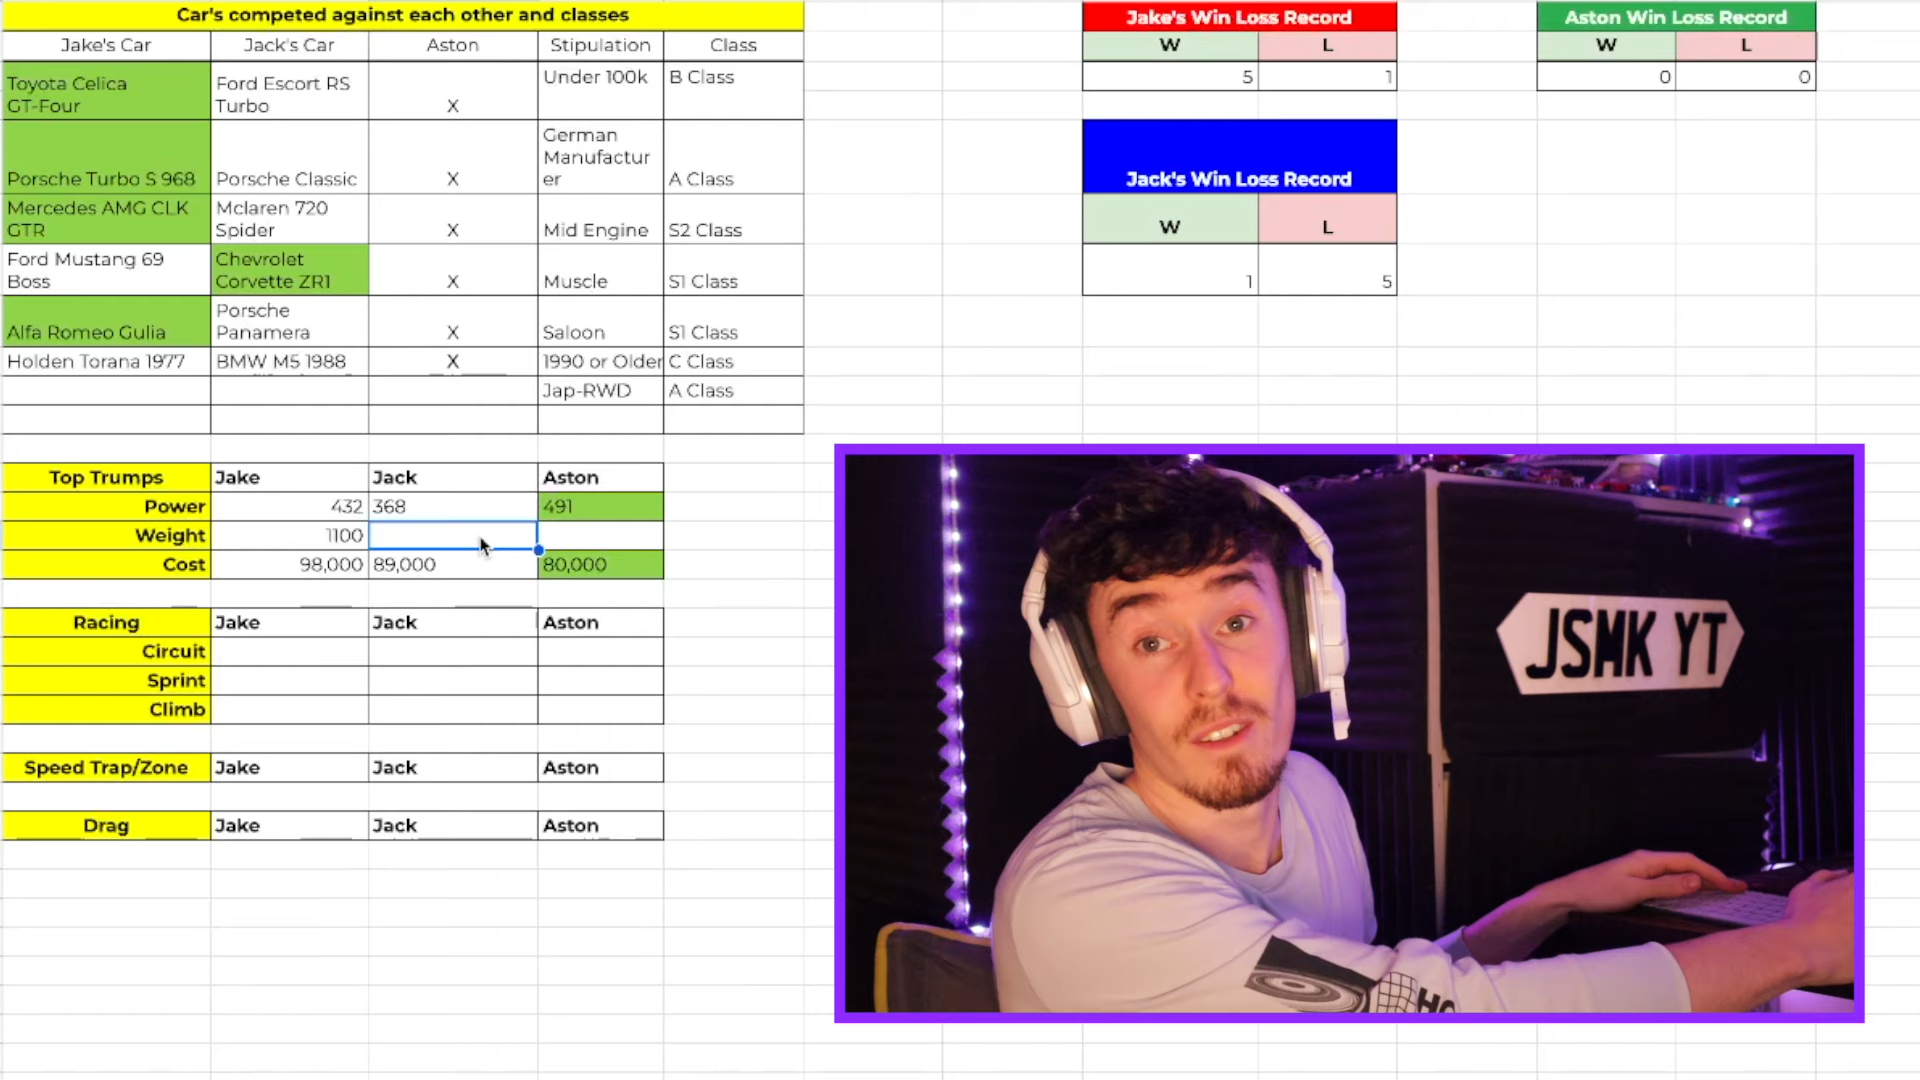 Car's competed against each other and classes
Jake's Car Jack's Car Aston Stipulation Class
Toyota Celica GT-Four Ford Escort RS Turbo X Under 100k B Class
Porsche Turbo S 968 Porsche Classic X German Manufacturer A Class
Mercedes AMG CLK GTR Mclaren 720 Spider X Mid Engine S2 Class
Ford Mustang 69 Boss Chevrolet Corvette ZR1 X Muscle S1 Class
Alfa Romeo Gulia Porsche Panamera X Saloon S1 Class
Holden Torana 1977 BMW M5 1988 X 1990 or Older C Class
Jap-RWD A Class
Jake's Win Loss Record
W L
5 1
Jack's Win Loss Record
W L
1 5
Aston Win Loss Record
W L
0 0
Top Trumps Jake Jack Aston
Power 432 368 491
Weight 1100
Cost 98,000 89,000 80,000
Racing Jake Jack Aston
Circuit
Sprint
Climb
Speed Trap/Zone Jake Jack Aston
Drag Jake Jack Aston
JSMK YT